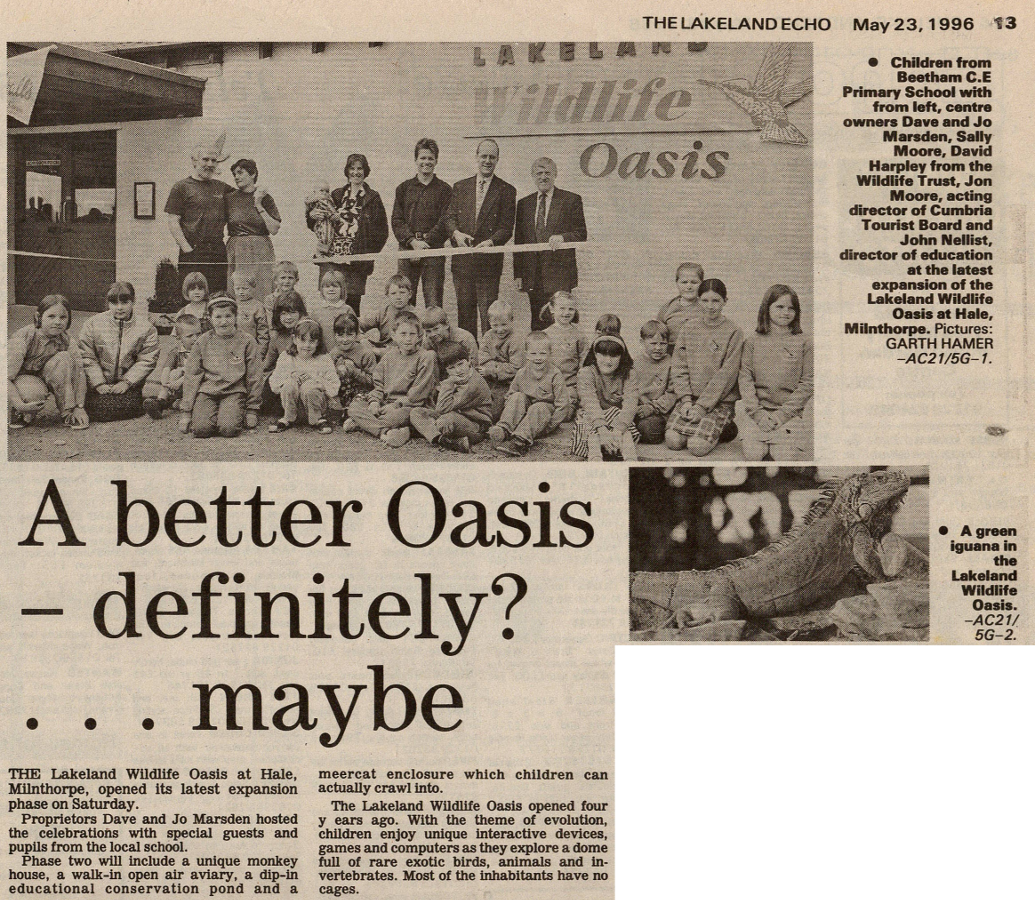 THE LAKELAND ECHO May 23, 1996 13
LAKELAND
Wildlife
Oasis
● Children from
Beetham C.E
Primary School with
from left, centre
owners Dave and Jo
Marsden, Sally
Moore, David
Harpley from the
Wildlife Trust, Jon
Moore, acting
director of Cumbria
Tourist Board and
John Nellist,
director of education
at the latest
expansion of the
Lakeland Wildlife
Oasis at Hale,
Milnthorpe. Pictures:
GARTH HAMER
–AC21/5G–1.
A better Oasis
– definitely?
. . . maybe
● A green
iguana in
the
Lakeland
Wildlife
Oasis.
–AC21/
5G–2.
THE Lakeland Wildlife Oasis at Hale,
Milnthorpe, opened its latest expansion
phase on Saturday.
Proprietors Dave and Jo Marsden hosted
the celebrations with special guests and
pupils from the local school.
Phase two will include a unique monkey
house, a walk-in open air aviary, a dip-in
educational conservation pond and a
meercat enclosure which children can
actually crawl into.
The Lakeland Wildlife Oasis opened four
y ears ago. With the theme of evolution,
children enjoy unique interactive devices,
games and computers as they explore a dome
full of rare exotic birds, animals and in-
vertebrates. Most of the inhabitants have no
cages.